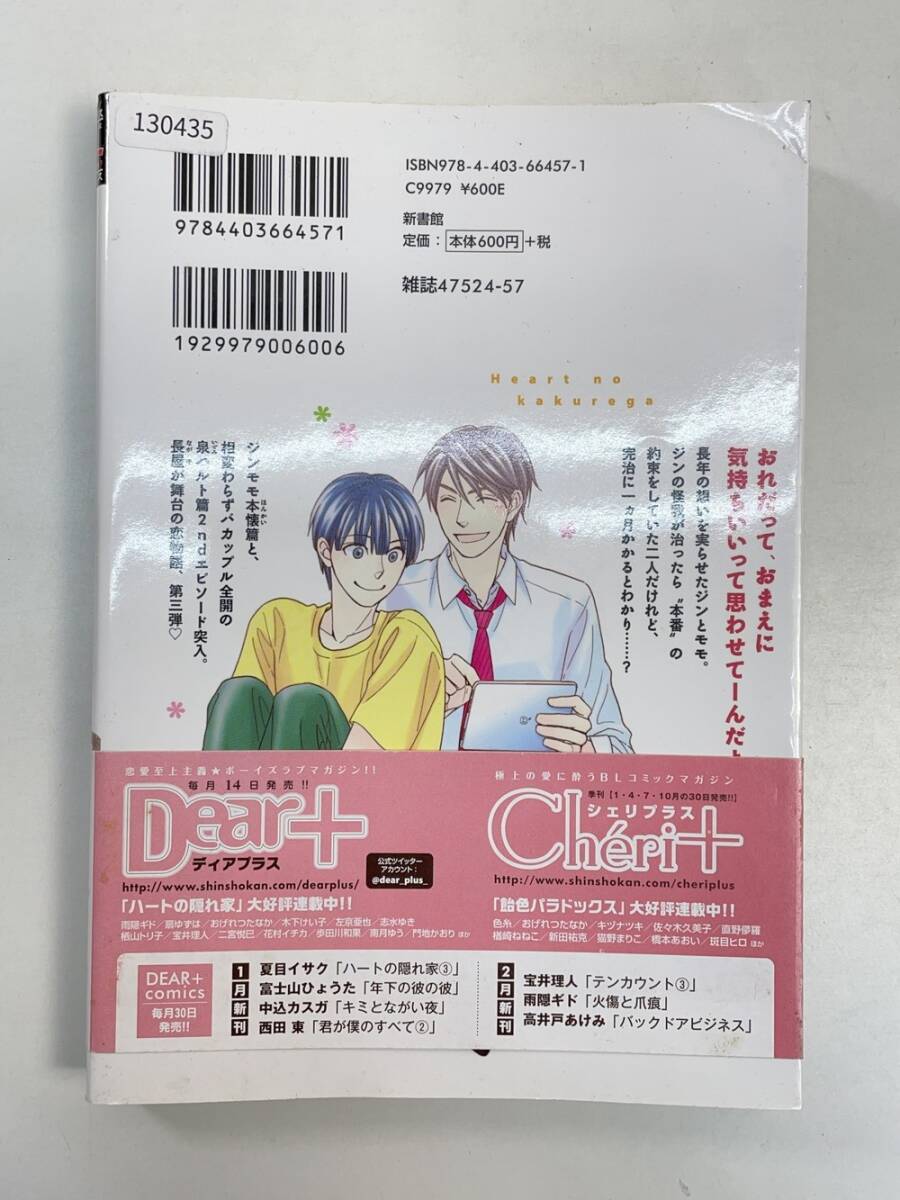 130435
ISBN978-4-403-66457-1
C9979 ¥600E
9784403664571
新書館
定価:本体600円+税
雑誌47524-57
1929979006006
Heart no
kakurega
おれだって、おまえに
気持ちいいって思わせてーんだよ
長年の想いを実らせたジンとモモ。
ジンの怪我が治ったら〝本番〟の
約束をしていた二人だけれど、
完治に一ヵ月かかるとわかり……?
ジンモモ本懐篇と、
相変わらずバカップル全開の
泉ベルト篇2ndエピソード突入。
長屋が舞台の恋物語、第三弾♡
恋愛至上主義★ボーイズラブマガジン!!
毎月14日発売!!
Dear+
ディアプラス
公式ツイッター
アカウント:
@dear_plus_
http://www.shinshokan.com/dearplus/
「ハートの隠れ家」大好評連載中!!
雨隠ギド/扇ゆずは/おげれつたなか/木下けい子/左京亜也/志水ゆき
栖山トリ子/宝井理人/二宮悦巳/花村イチカ/歩田川和果/南月ゆう/門地かおり ほか
極上の愛に酔うBLコミックマガジン
季刊【1・4・7・10月の30日発売!!】
シェリプラス
Chéri+
http://www.shinshokan.com/cheriplus
「飴色パラドックス」大好評連載中!!
色糸/おげれつたなか/キヅナツキ/佐々木久美子/直野儚羅
楢崎ねねこ/新田祐克/猫野まりこ/橋本あおい/斑目ヒロ ほか
DEAR+
comics
毎月30日
発売!!
1月新刊
夏目イサク「ハートの隠れ家③」
富士山ひょうた「年下の彼の彼」
中込カスガ「キミとながい夜」
西田 東「君が僕のすべて②」
2月新刊
宝井理人「テンカウント③」
雨隠ギド「火傷と爪痕」
高井戸あけみ「バックドアビジネス」